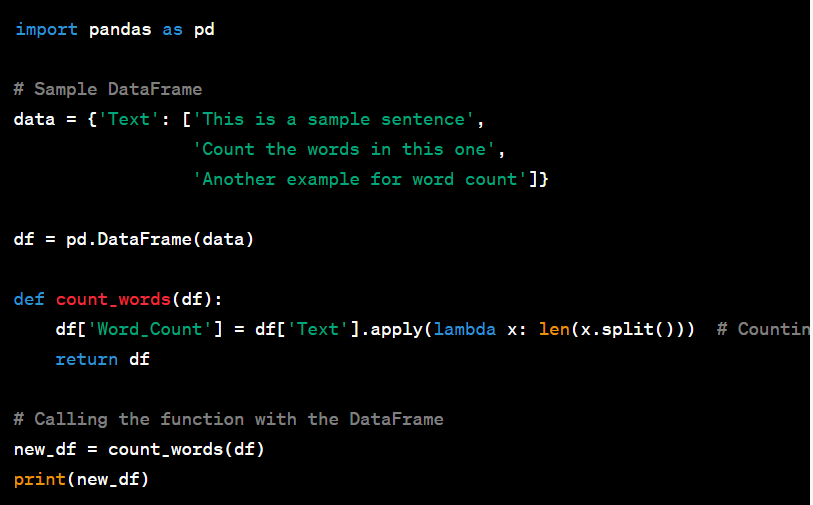 import pandas as pd
# Sample DataFrame
data = {'Text': ['This is a sample sentence',
'Count the words in this one',
'Another example for word count']}
df = pd.DataFrame(data)
def count_words(df):
df['Word_Count'] = df['Text'].apply(lambda x: len(x.split()))  # Countin
return df
# Calling the function with the DataFrame
new_df = count_words(df)
print(new_df)